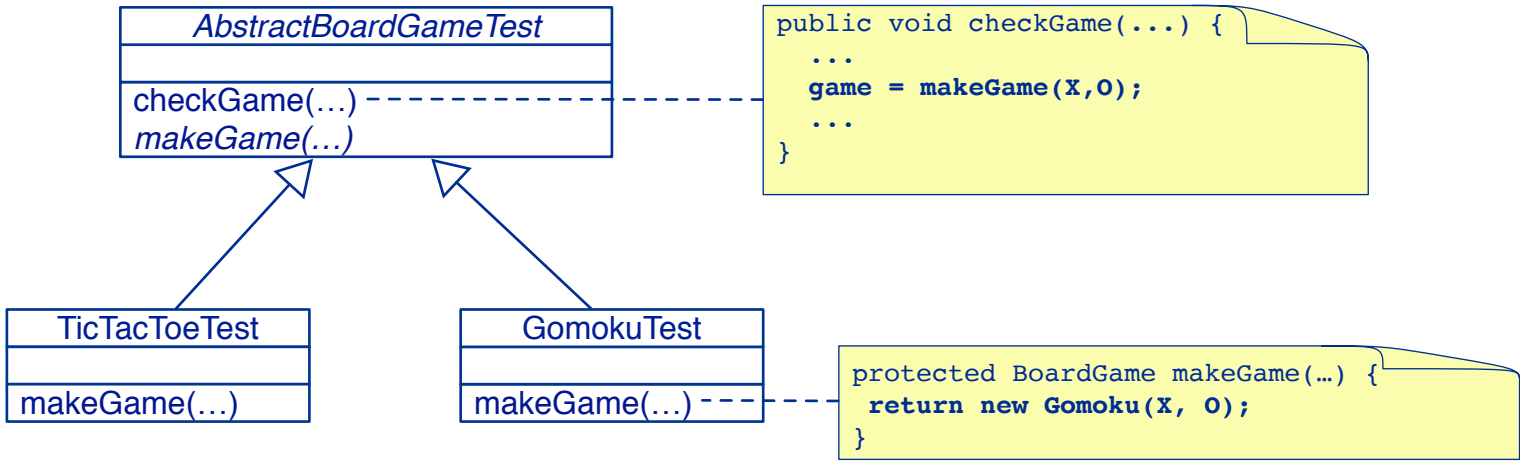 AbstractBoardGameTest
checkGame(…)
makeGame(…)
public void checkGame(...) {
...
game = makeGame(X,O);
...
}
TicTacToeTest
makeGame(…)
GomokuTest
makeGame(…)
protected BoardGame makeGame(…) {
return new Gomoku(X, O);
}